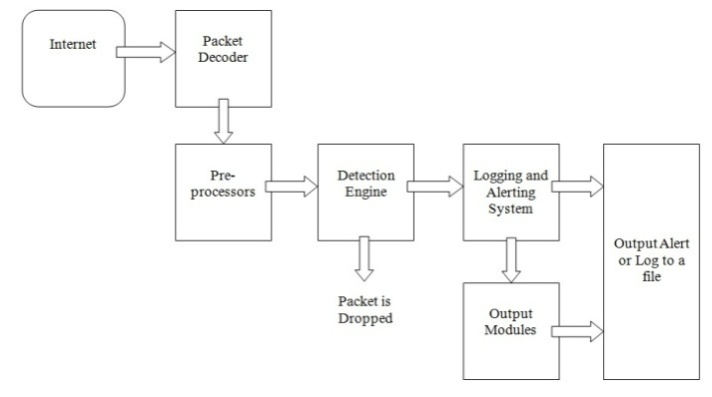 Internet
Packet
Decoder
Pre-
processors
Detection
Engine
Logging and
Alerting
System
Output Alert
or Log to a
file
Packet is
Dropped
Output
Modules